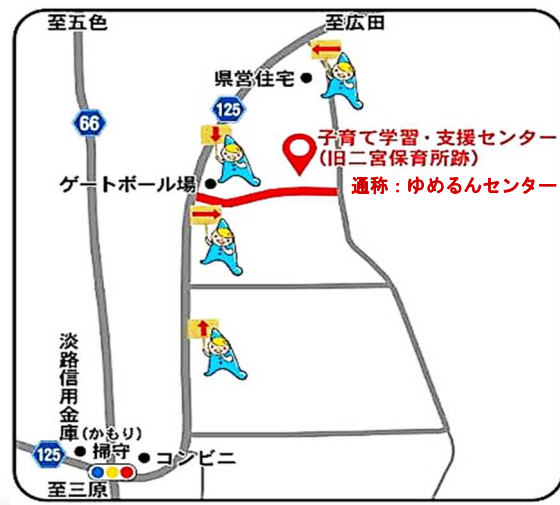 至五色
至広田
県営住宅
125
66
子育て学習・支援センター
(旧二宮保育所跡)
ゲートボール場
通称：ゆめるんセンター
淡路信用金庫
(かもり)
掃守
125
コンビニ
至三原